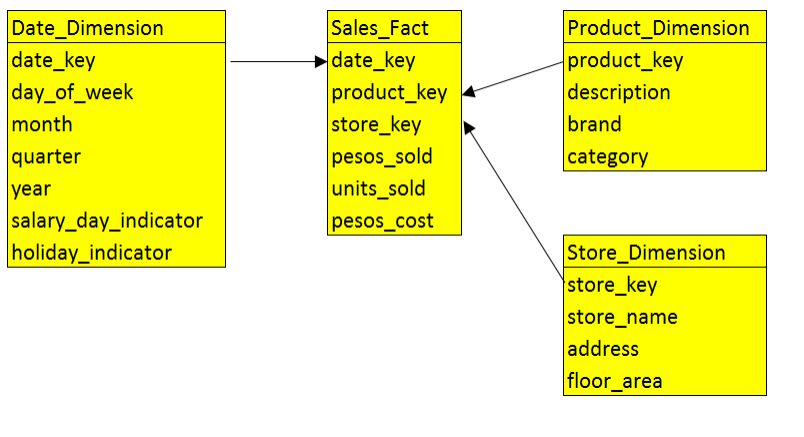 Date_Dimension
date_key
day_of_week
month
quarter
year
salary_day_indicator
holiday_indicator
Sales_Fact
date_key
product_key
store_key
pesos_sold
units_sold
pesos_cost
Product_Dimension
product_key
description
brand
category
Store_Dimension
store_key
store_name
address
floor_area